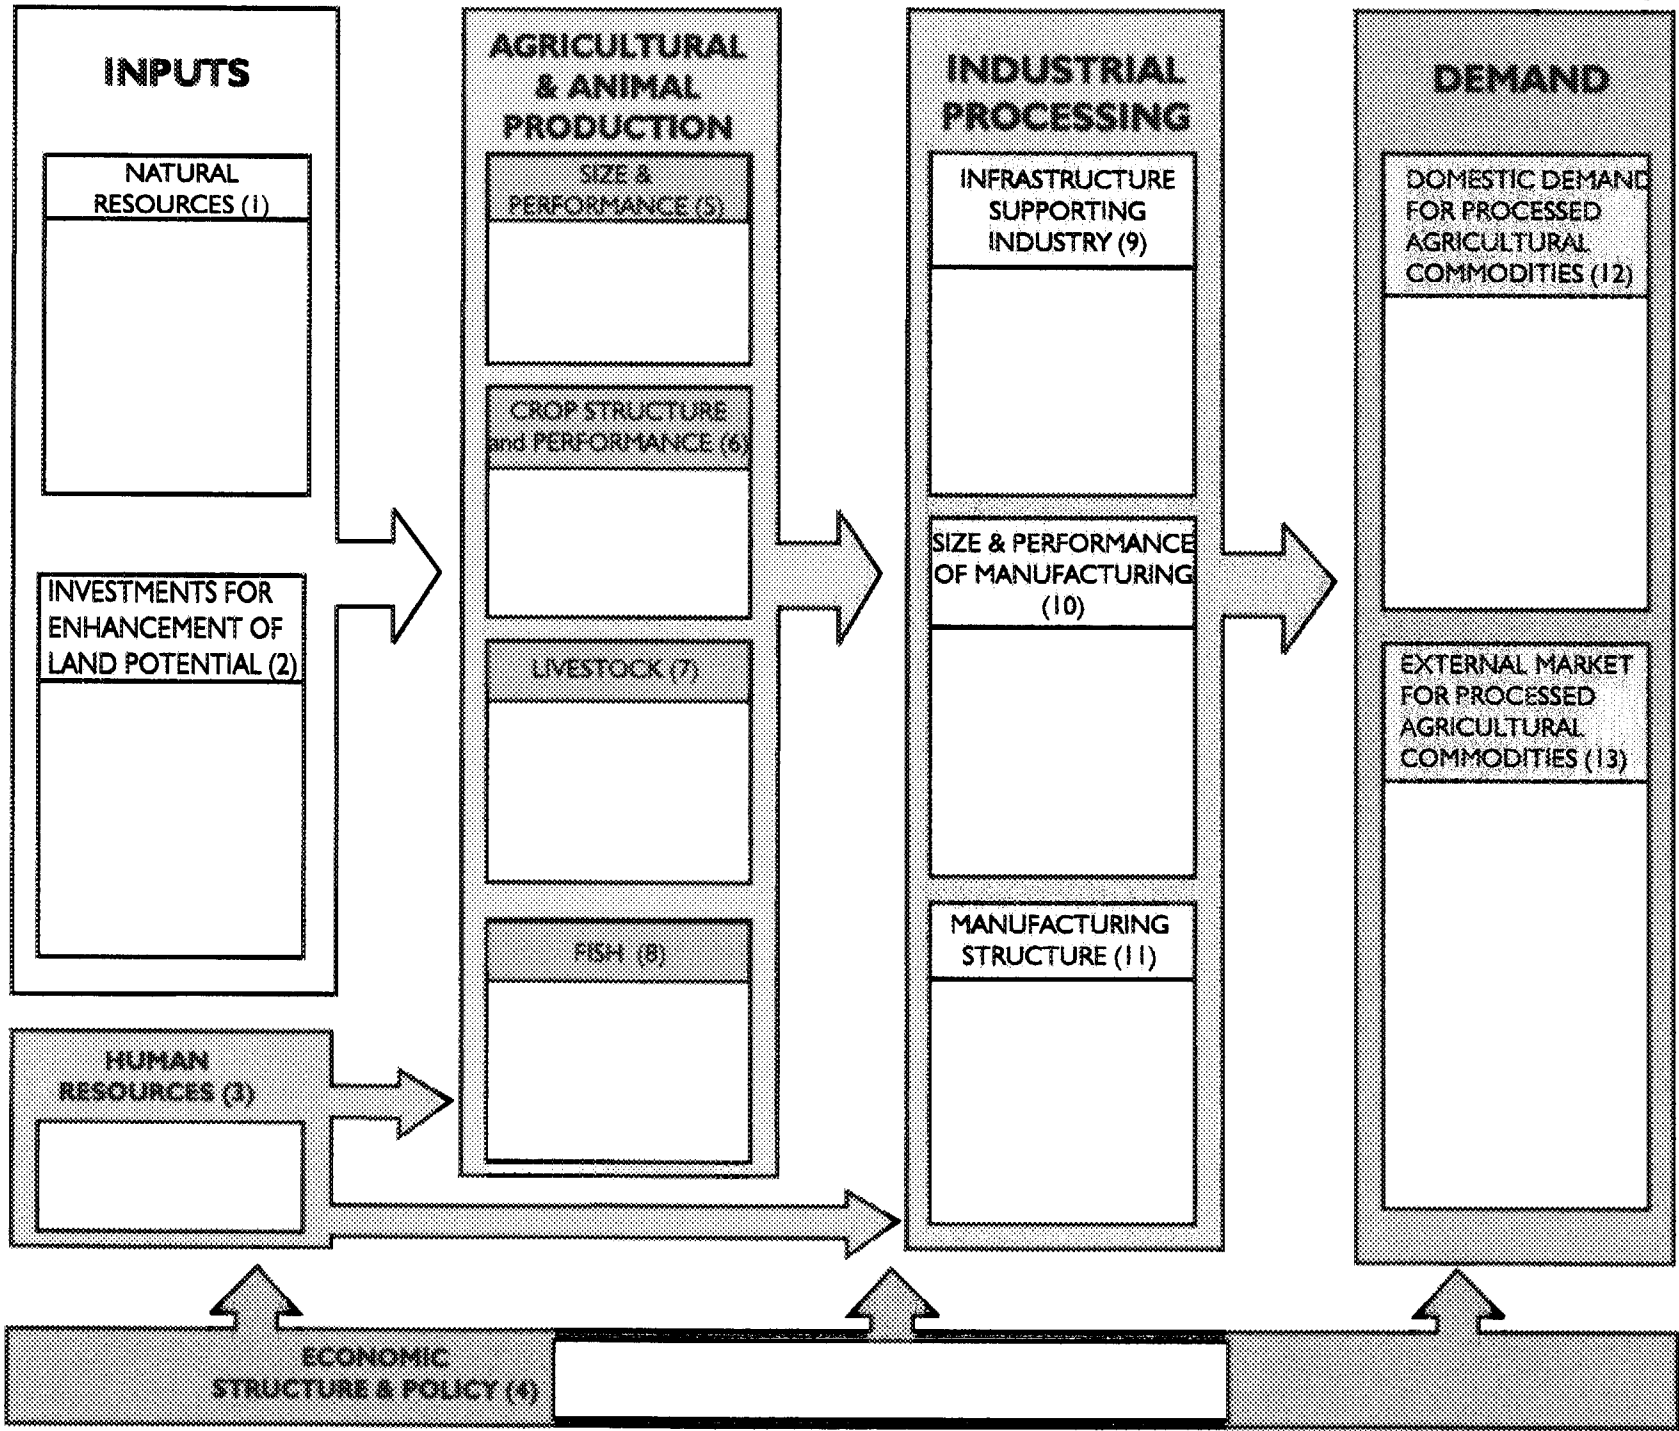 INPUTS
NATURAL
RESOURCES (1)
INVESTMENTS FOR
ENHANCEMENT OF
LAND POTENTIAL (2)
HUMAN
RESOURCES (3)
AGRICULTURAL
& ANIMAL
PRODUCTION
SIZE &
PERFORMANCE (5)
CROP STRUCTURE
and PERFORMANCE (6)
LIVESTOCK (7)
FISH (8)
INDUSTRIAL
PROCESSING
INFRASTRUCTURE
SUPPORTING
INDUSTRY (9)
SIZE & PERFORMANCE
OF MANUFACTURING
(10)
MANUFACTURING
STRUCTURE (11)
DEMAND
DOMESTIC DEMAND
FOR PROCESSED
AGRICULTURAL
COMMODITIES (12)
EXTERNAL MARKET
FOR PROCESSED
AGRICULTURAL
COMMODITIES (13)
ECONOMIC
STRUCTURE & POLICY (4)